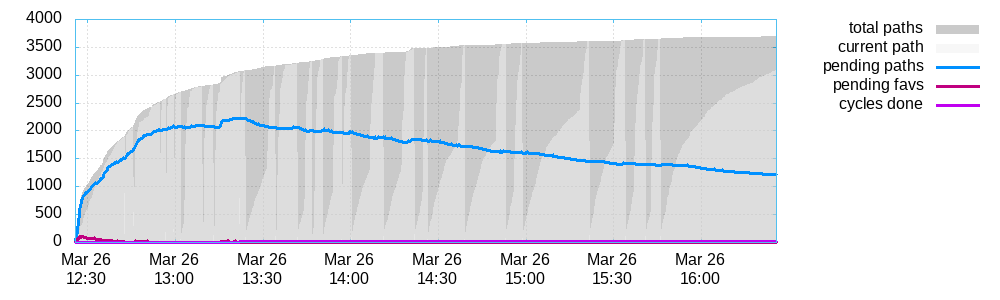 4000
3500
3000
2500
2000
1500
1000
500
0
Mar 26 Mar 26 Mar 26 Mar 26 Mar 26 Mar 26 Mar 26 Mar 26
12:30 13:00 13:30 14:00 14:30 15:00 15:30 16:00
total paths
current path
pending paths
pending favs
cycles done